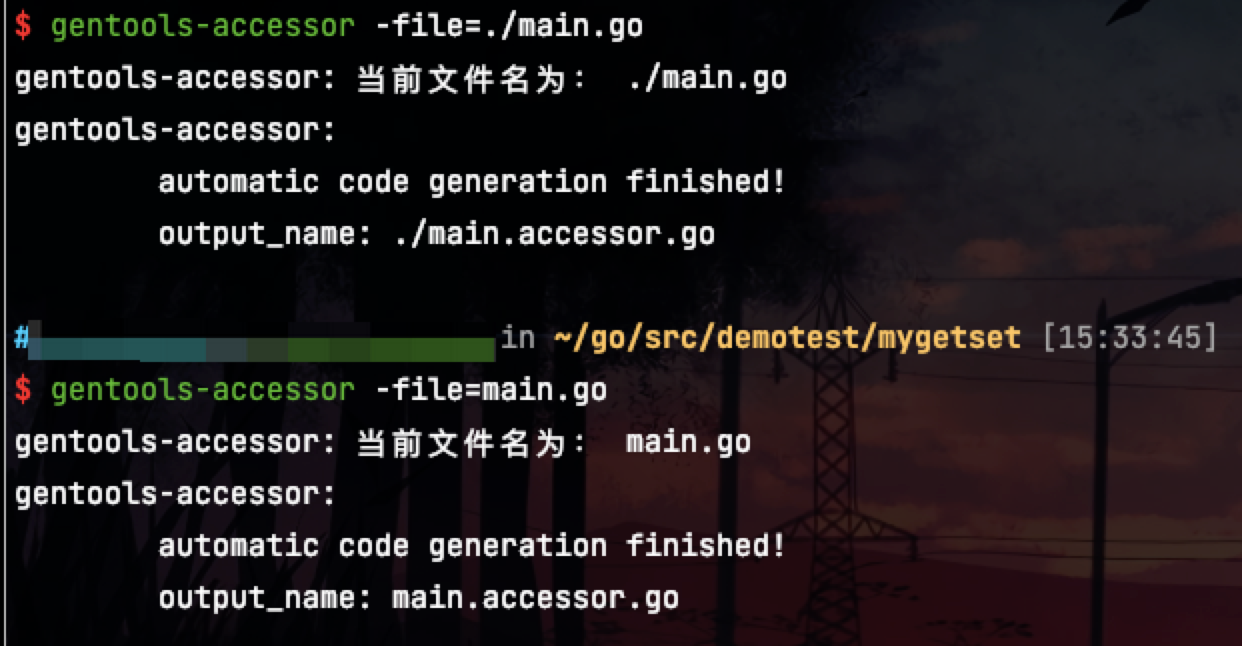 $ gentools-accessor -file=./main.go
gentools-accessor: 当前文件名为： ./main.go
gentools-accessor:
automatic code generation finished!
output_name: ./main.accessor.go
# in ~/go/src/demotest/mygetset [15:33:45]
$ gentools-accessor -file=main.go
gentools-accessor: 当前文件名为： main.go
gentools-accessor:
automatic code generation finished!
output_name: main.accessor.go